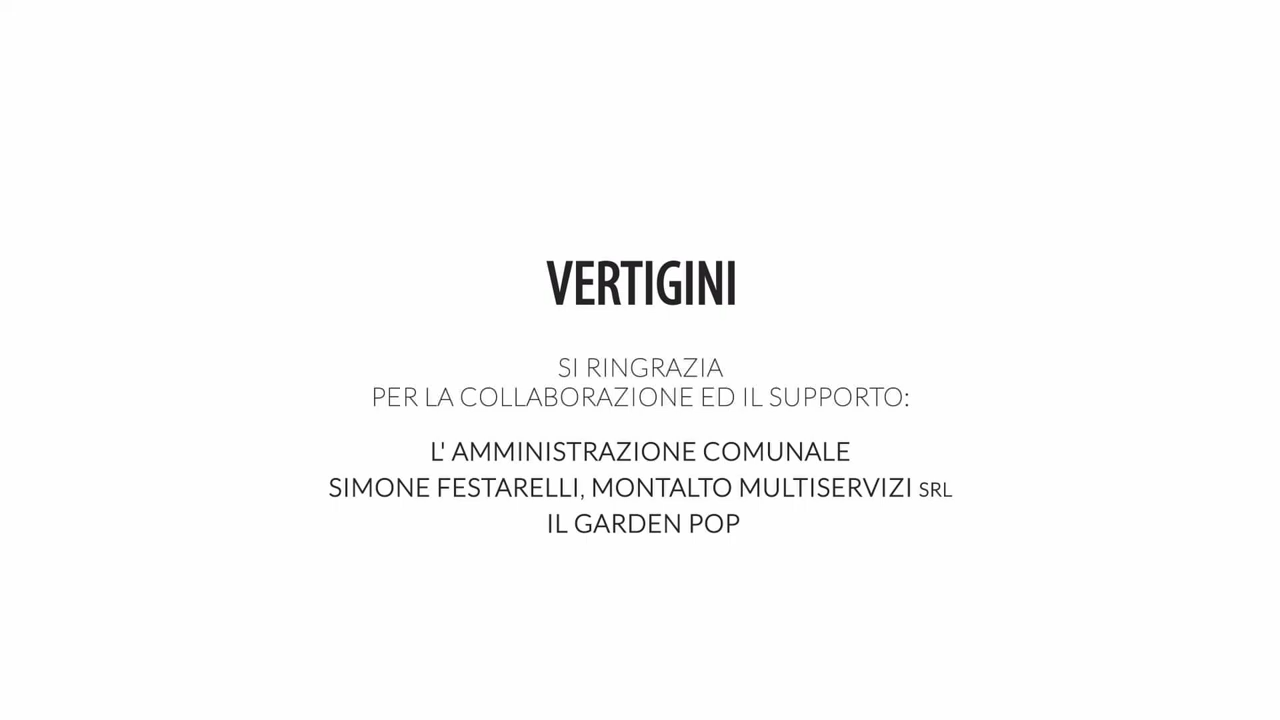 VERTIGINI
SI RINGRAZIA
PER LA COLLABORAZIONE ED IL SUPPORTO:
L' AMMINISTRAZIONE COMUNALE
SIMONE FESTARELLI, MONTALTO MULTISERVIZI SRL
IL GARDEN POP